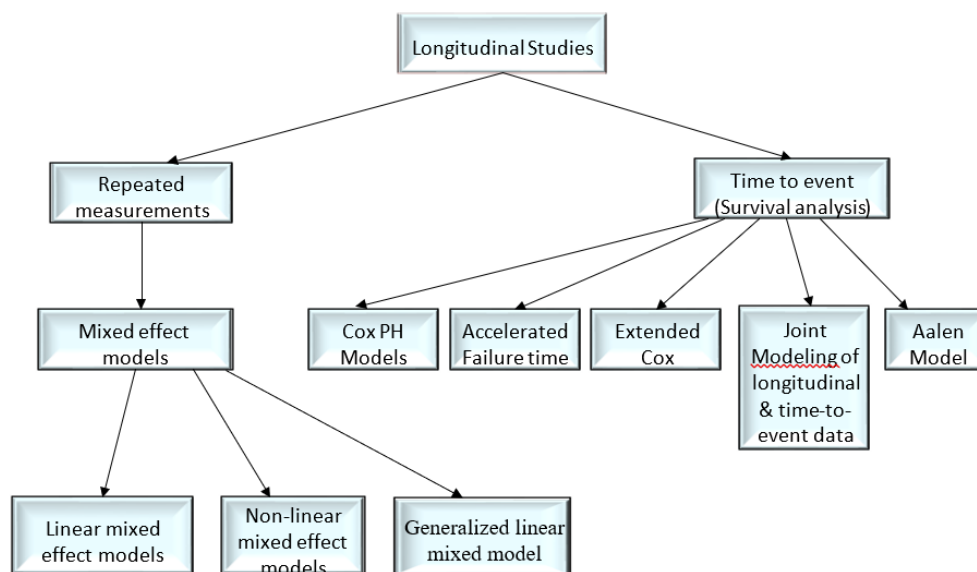 Longitudinal Studies
Repeated
measurements
Time to event
(Survival analysis)
Mixed effect
models
Cox PH
Models
Accelerated
Failure time
Extended
Cox
Joint
Modeling of
longitudinal
& time-to-
event data
Aalen
Model
Linear mixed
effect models
Non-linear
mixed effect
models
Generalized linear
mixed model